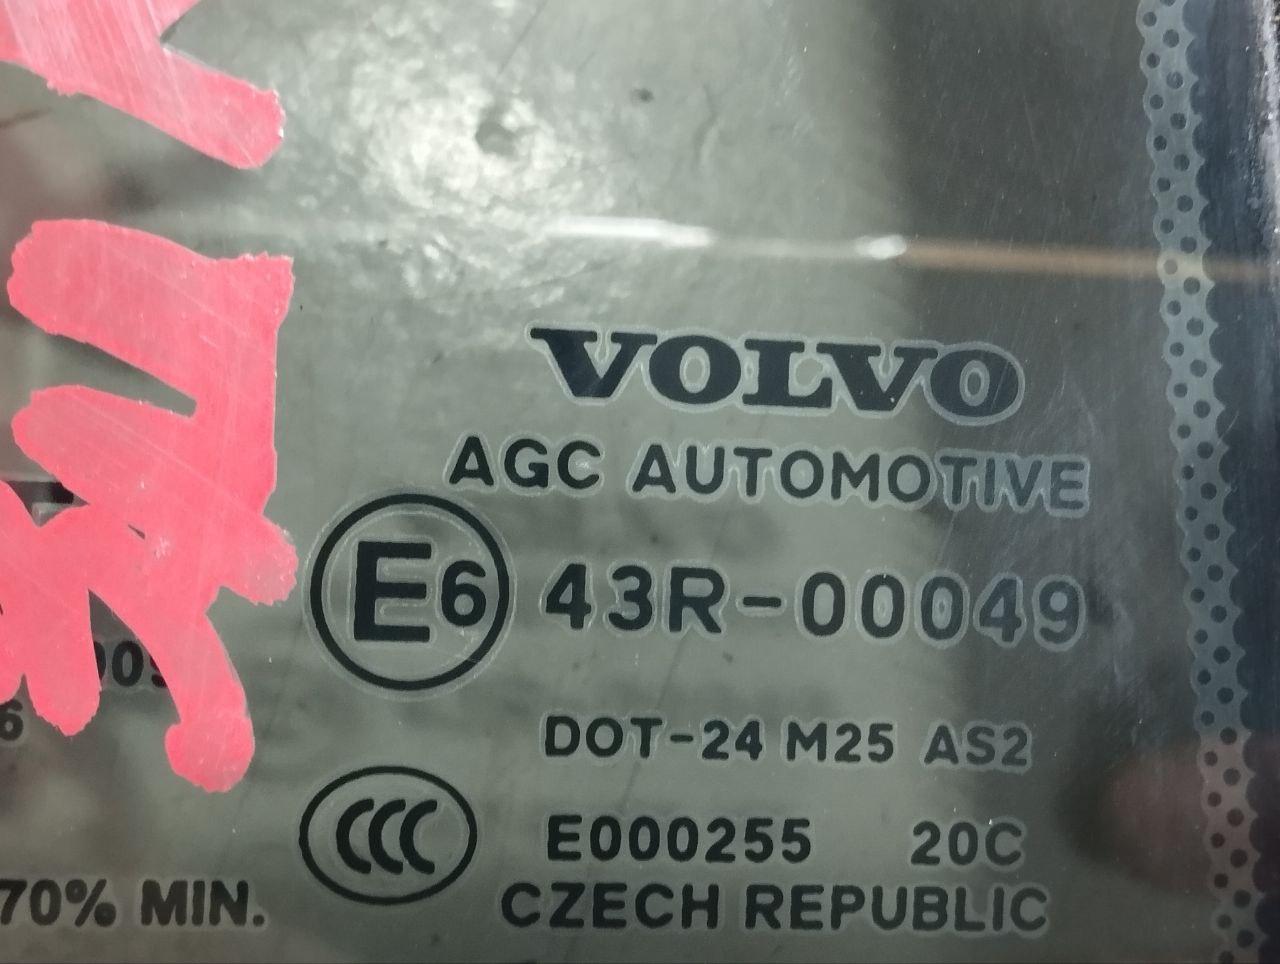 VOLVO
AGC AUTOMOTIVE
E6 43R-00049
DOT-24 M25 AS2
CCC E000255 20C
70% MIN. CZECH REPUBLIC